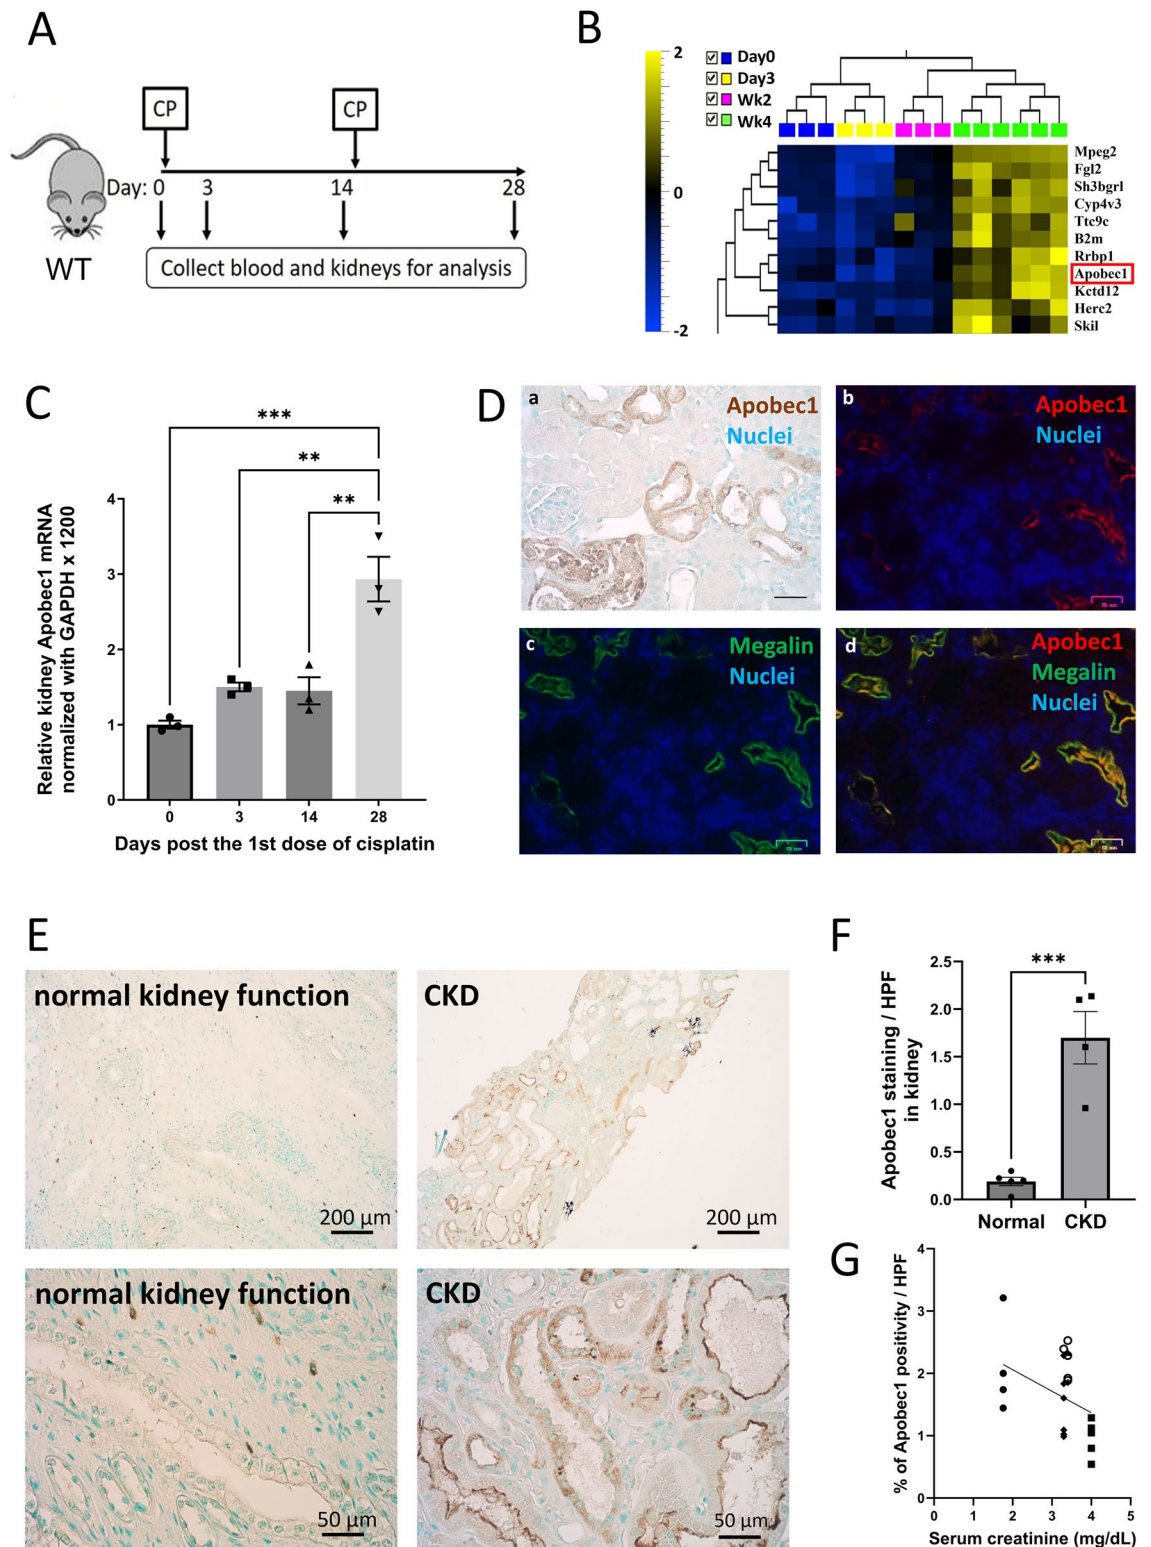 A
CP
CP
Day: 0 3 14 28
WT
Collect blood and kidneys for analysis
B
2
0
-2
Day0
Day3
Wk2
Wk4
Mpeg2
Fgl2
Sh3bgrl
Cyp4v3
Ttc9c
B2m
Rrbp1
Apobec1
Kctd12
Herc2
Skil
C
***
**
**
Relative kidney Apobec1 mRNA
normalized with GAPDH x 1200
4
3
2
1
0
0 3 14 28
Days post the 1st dose of cisplatin
D
a
Apobec1
Nuclei
b
Apobec1
Nuclei
c
Megalin
Nuclei
d
Apobec1
Megalin
Nuclei
E
normal kidney function
200 µm
CKD
200 µm
normal kidney function
50 µm
CKD
50 µm
F
***
Apobec1 staining / HPF
in kidney
2.5
2.0
1.5
1.0
0.5
0.0
Normal CKD
G
% of Apobec1 positivity / HPF
4
3
2
1
0
0 1 2 3 4 5
Serum creatinine (mg/dL)